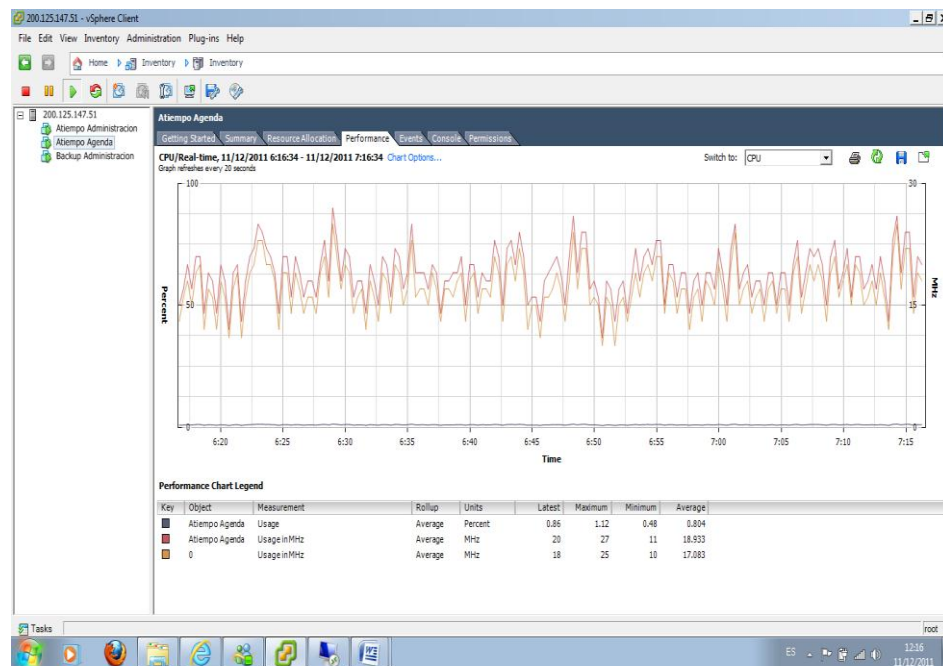 200.125.147.51 - vSphere Client
File Edit View Inventory Administration Plug-ins Help
Home Inventory Inventory
200.125.147.51
Atiempo Administracion
Atiempo Agenda
Backup Administracion
Atiempo Agenda
Getting Started Summary Resource Allocation Performance Events Console Permissions
CPU/Real-time, 11/12/2011 6:16:34 - 11/12/2011 7:16:34 Chart Options...
Switch to: CPU
Graph refreshes every 20 seconds
100 30
Percent
50 15
MHz
0 0
6:20 6:25 6:30 6:35 6:40 6:45 6:50 6:55 7:00 7:05 7:10 7:15
Time
Performance Chart Legend
Key Object Measurement Rollup Units Latest Maximum Minimum Average
Atiempo Agenda Usage Average Percent 0.86 1.12 0.48 0.804
Atiempo Agenda Usage in MHz Average MHz 20 27 11 18.933
0 Usage in MHz Average MHz 18 25 10 17.083
Tasks root
ES 12:16
11/12/2011